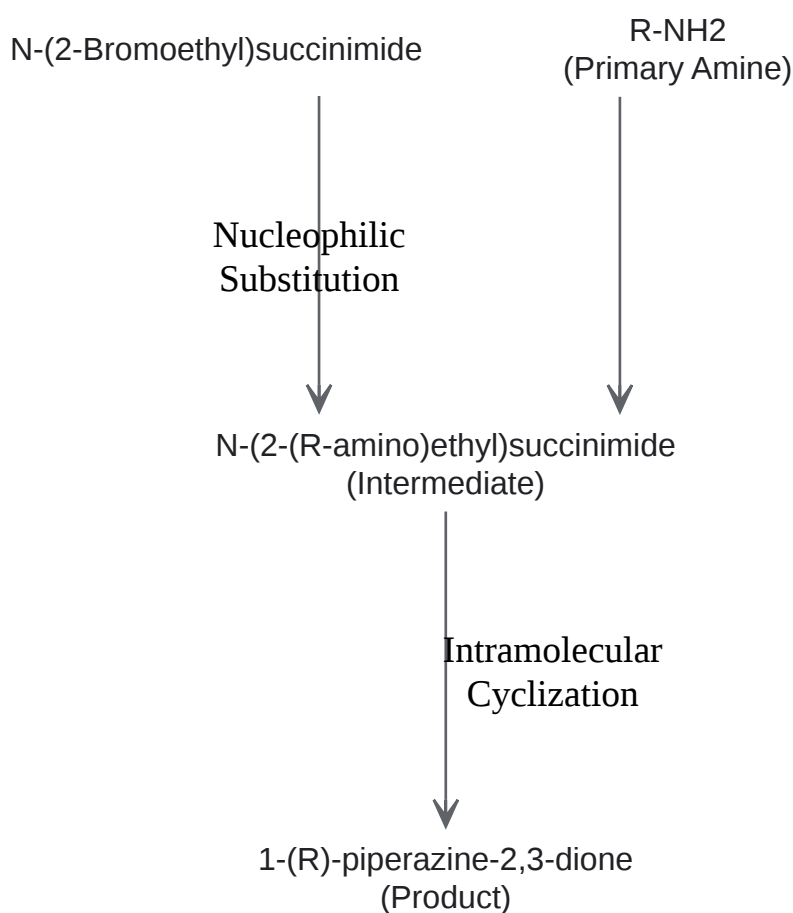 N-(2-Bromoethyl)succinimide
R-NH2
(Primary Amine)
Nucleophilic
Substitution
N-(2-(R-amino)ethyl)succinimide
(Intermediate)
Intramolecular
Cyclization
1-(R)-piperazine-2,3-dione
(Product)